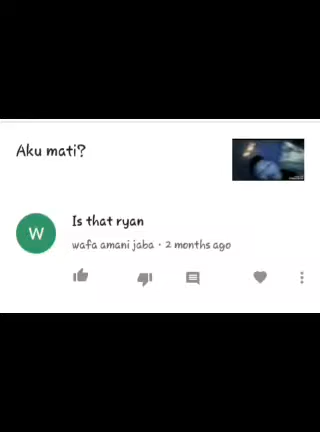 Aku mati?
W
Is that ryan
wafa amani jaba • 2 months ago